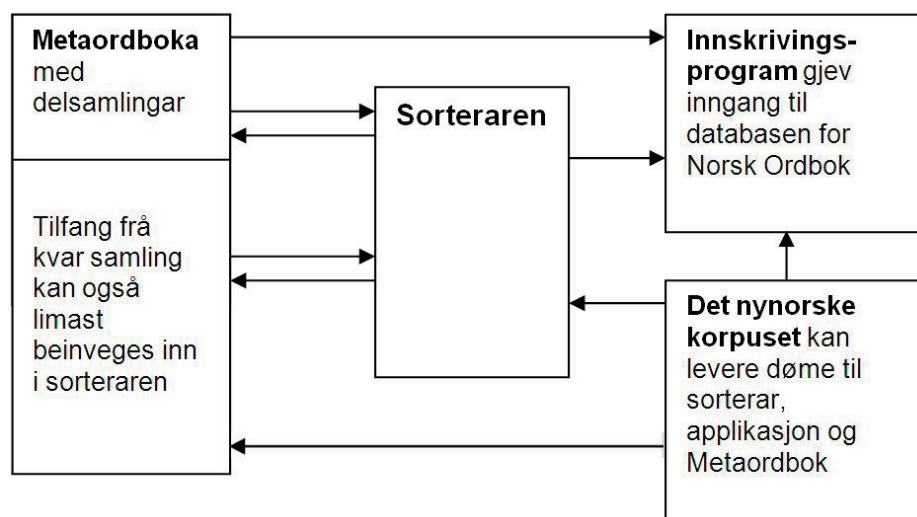 Metaordboka
med
delsamlingar
Tilfang frå
kvar samling
kan også
limast
beinveges inn
i sorteraren
Sorteraren
Innskrivings-
program gjev
inngang til
databasen for
Norsk Ordbok
Det nynorske
korpuset kan
levere døme til
sorterar,
applikasjon og
Metaordbok